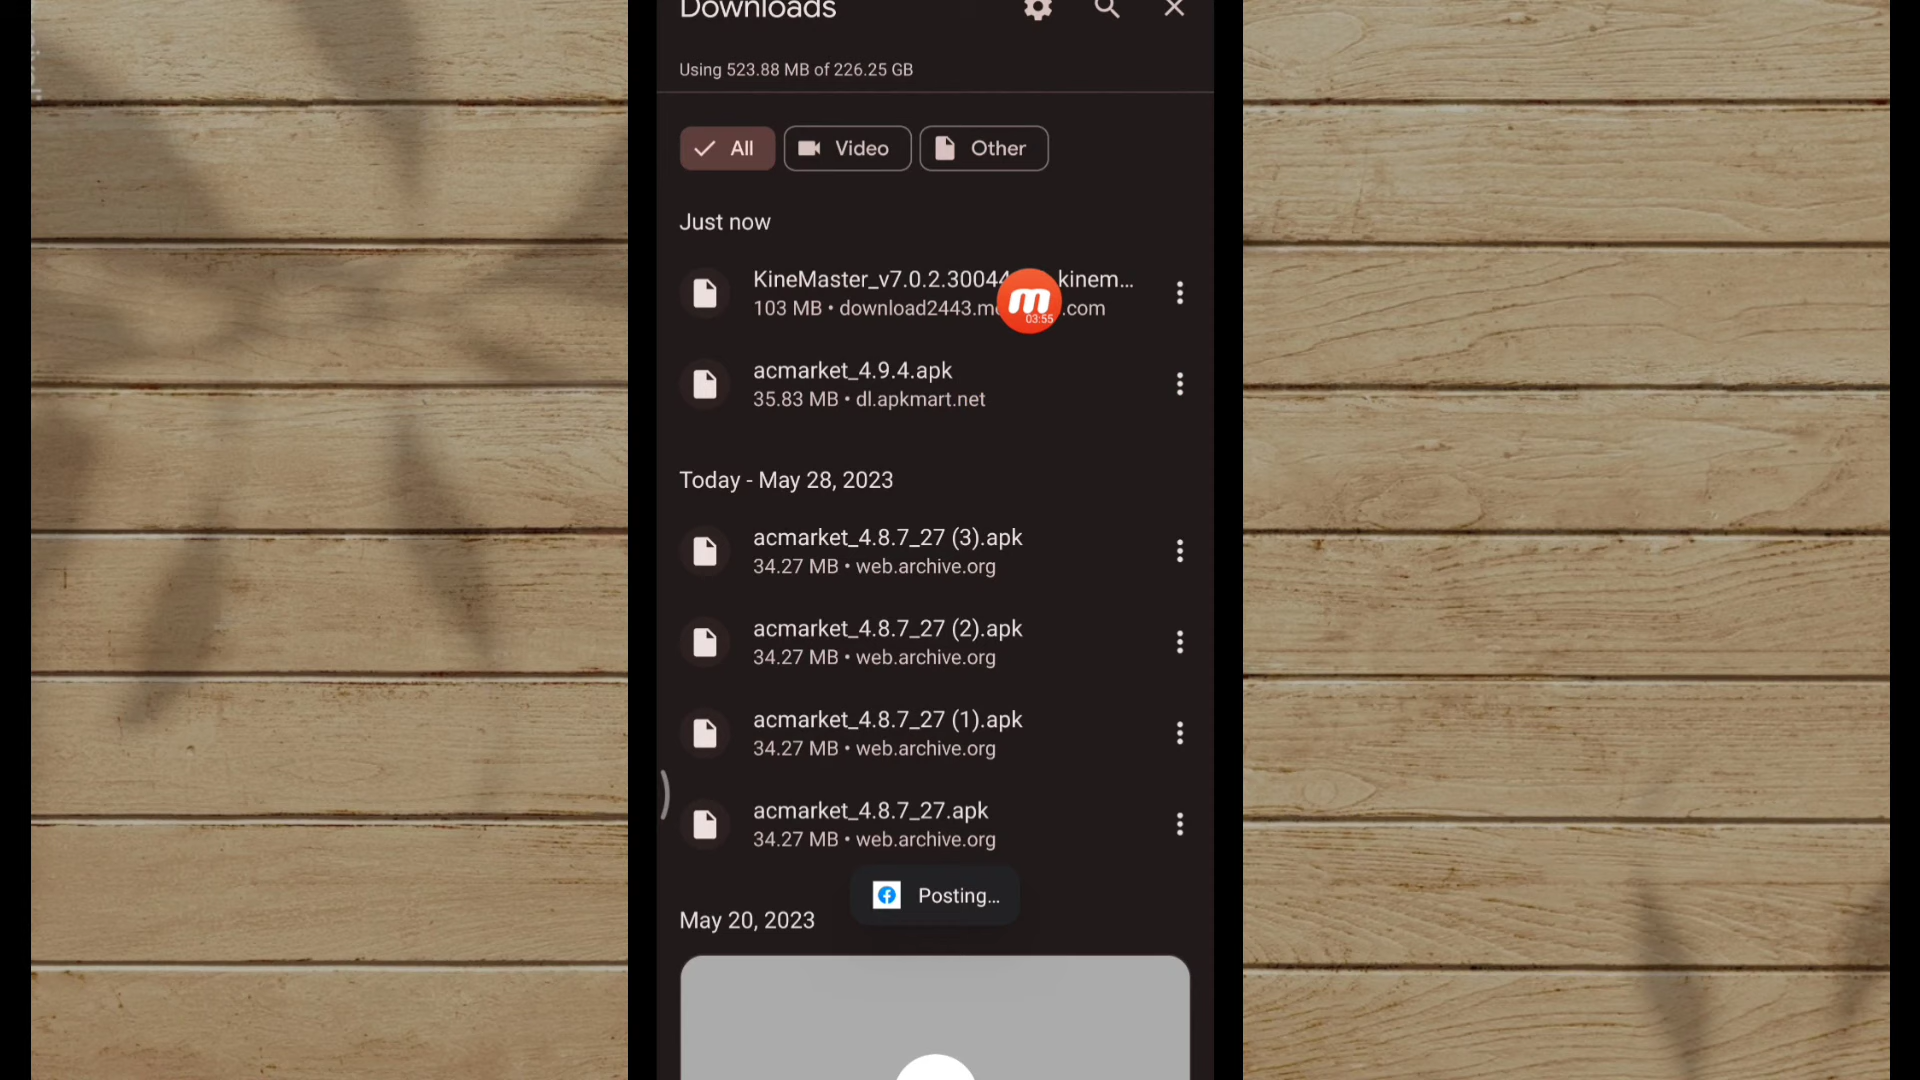 Downloads
Using 523.88 MB of 226.25 GB
All
Video
Other
Just now
KineMaster_v7.0.2.30044 kinem...
103 MB • download2443.m .com
03:55
acmarket_4.9.4.apk
35.83 MB • dl.apkmart.net
Today - May 28, 2023
acmarket_4.8.7_27 (3).apk
34.27 MB • web.archive.org
acmarket_4.8.7_27 (2).apk
34.27 MB • web.archive.org
acmarket_4.8.7_27 (1).apk
34.27 MB • web.archive.org
acmarket_4.8.7_27.apk
34.27 MB • web.archive.org
Posting...
May 20, 2023